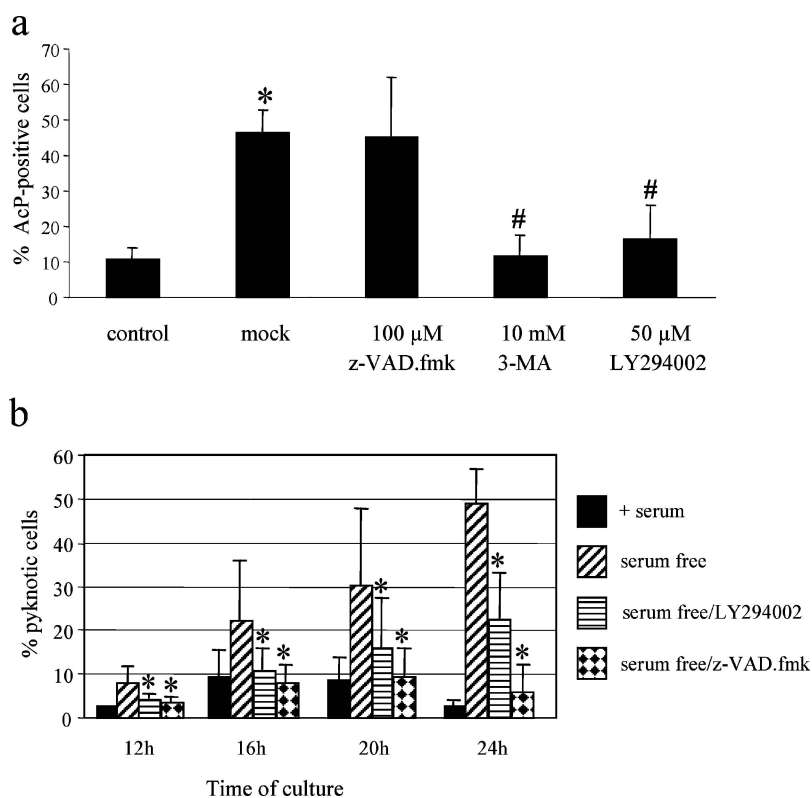 a
% AcP-positive cells
70
60
50
40
30
20
10
0
*
#
#
control mock 100 µM 10 mM 50 µM
z-VAD.fmk 3-MA LY294002
b
% pyknotic cells
60
50
40
30
20
10
0
* * * * * * * *
12h 16h 20h 24h
Time of culture
+ serum
serum free
serum free/LY294002
serum free/z-VAD.fmk